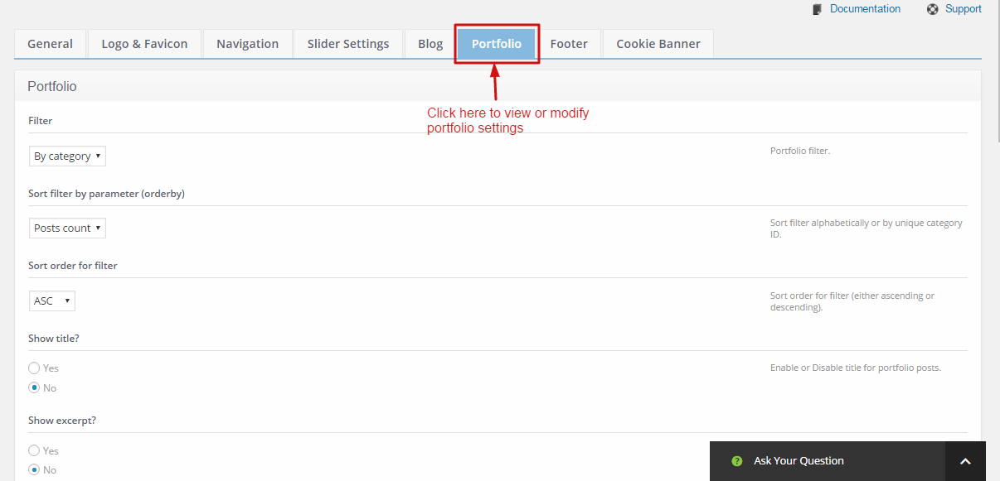 Documentation Support
General Logo & Favicon Navigation Slider Settings Blog Portfolio Footer Cookie Banner
Portfolio
Click here to view or modify
portfolio settings
Filter
By category
Portfolio filter.
Sort filter by parameter (orderby)
Posts count
Sort filter alphabetically or by unique category
ID.
Sort order for filter
ASC
Sort order for filter (either ascending or
descending).
Show title?
Yes
Enable or Disable title for portfolio posts.
No
Show excerpt?
Yes
No
? Ask Your Question